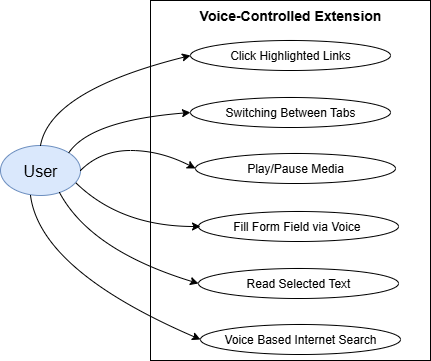 Voice-Controlled Extension
Click Highlighted Links
Switching Between Tabs
User
Play/Pause Media
Fill Form Field via Voice
Read Selected Text
Voice Based Internet Search